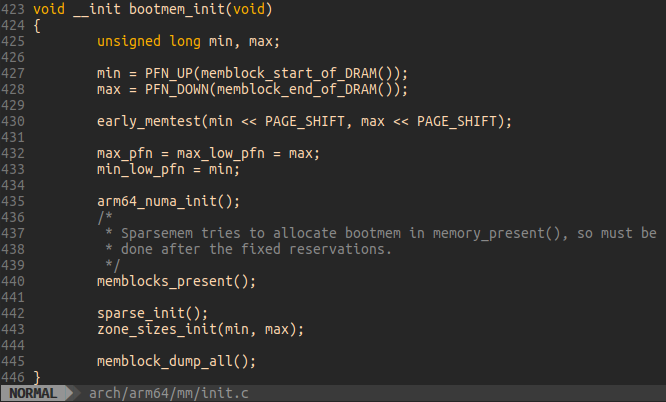 423 void __init bootmem_init(void)
424 {
425         unsigned long min, max;
426
427         min = PFN_UP(memblock_start_of_DRAM());
428         max = PFN_DOWN(memblock_end_of_DRAM());
429
430         early_memtest(min << PAGE_SHIFT, max << PAGE_SHIFT);
431
432         max_pfn = max_low_pfn = max;
433         min_low_pfn = min;
434
435         arm64_numa_init();
436         /*
437          * Sparsemem tries to allocate bootmem in memory_present(), so must be
438          * done after the fixed reservations.
439          */
440         memblocks_present();
441
442         sparse_init();
443         zone_sizes_init(min, max);
444
445         memblock_dump_all();
446 }
NORMAL arch/arm64/mm/init.c